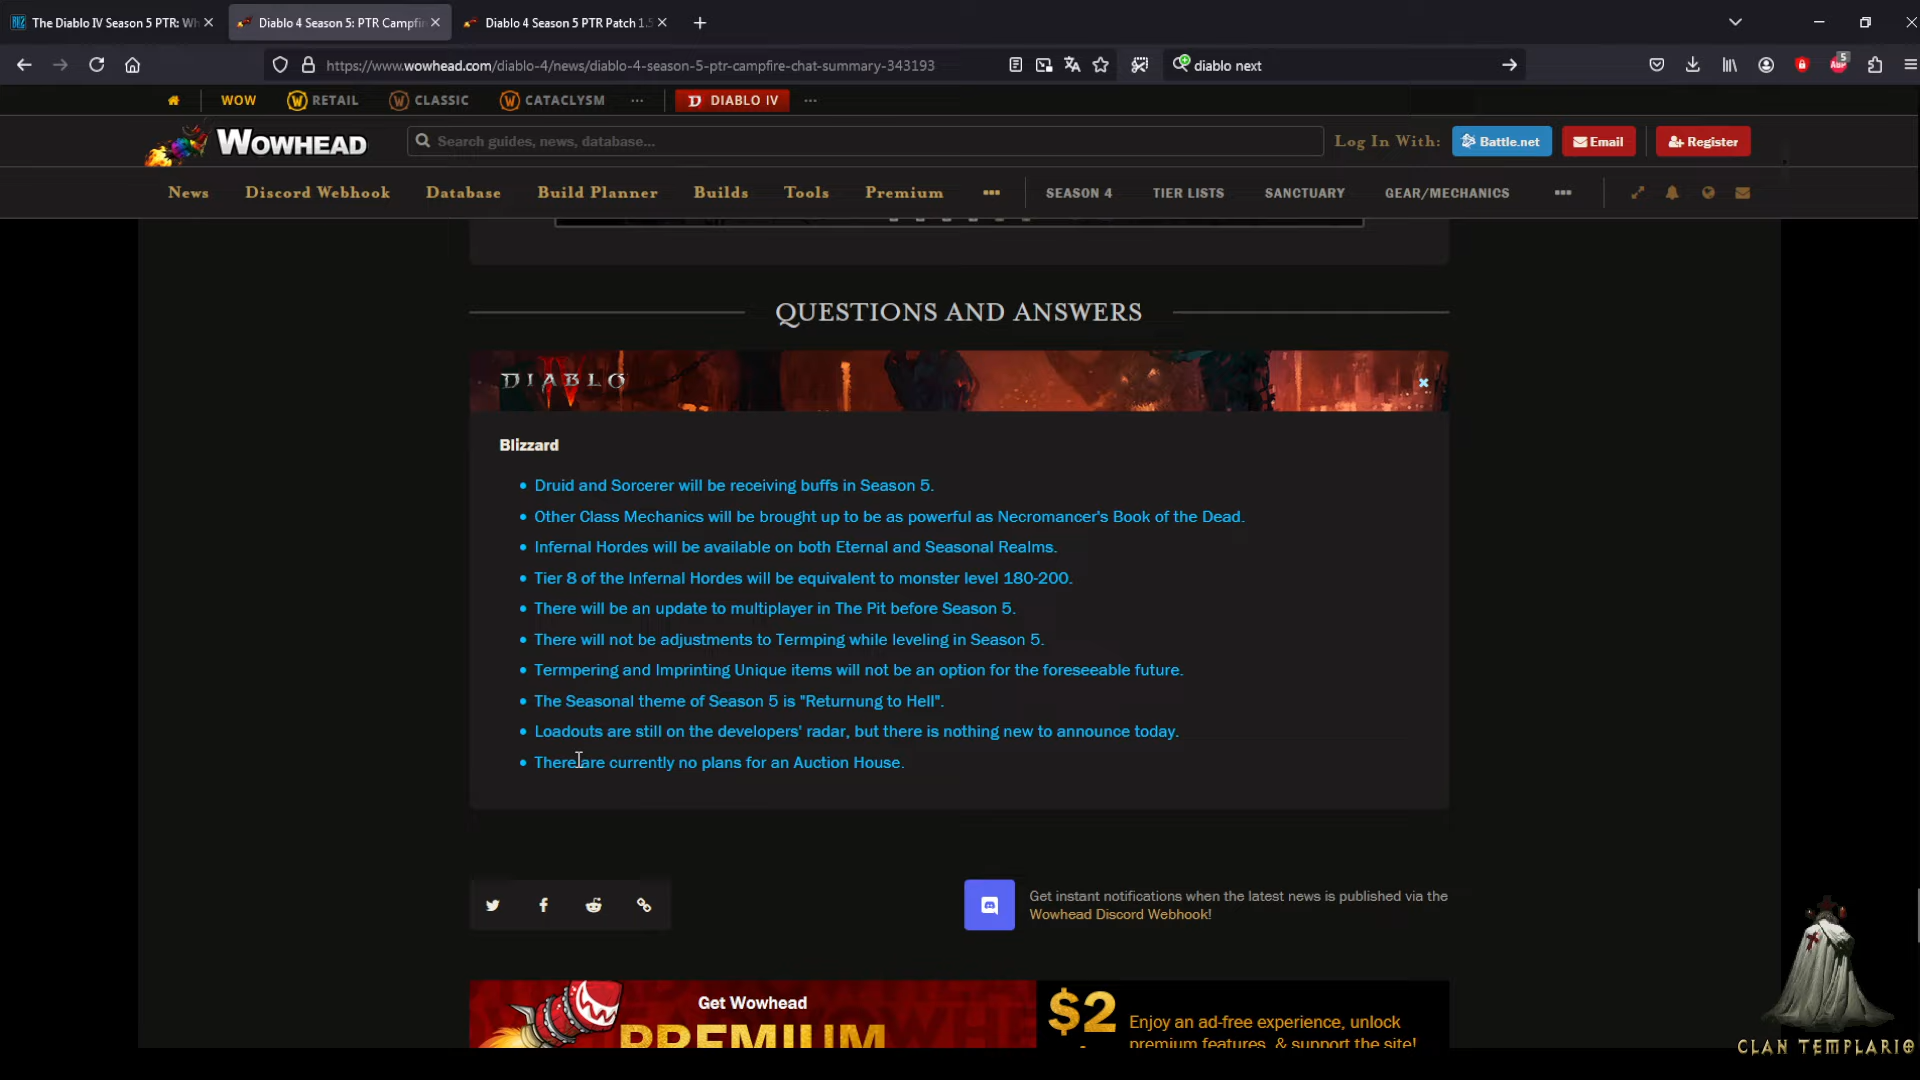 The Diablo IV Season 5 PTR: Wh
Diablo 4 Season 5: PTR Campfir
Diablo 4 Season 5 PTR Patch 1.5
https://www.wowhead.com/diablo-4/news/diablo-4-season-5-ptr-campfire-chat-summary-343193
diablo next
5
WOW RETAIL CLASSIC CATACLYSM ... DIABLO IV ...
WOWHEAD
Search guides, news, database...
Log In With: Battle.net Email Register
News Discord Webhook Database Build Planner Builds Tools Premium ... SEASON 4 TIER LISTS SANCTUARY GEAR/MECHANICS ...
QUESTIONS AND ANSWERS
DIABLO IV
Blizzard
• Druid and Sorcerer will be receiving buffs in Season 5.
• Other Class Mechanics will be brought up to be as powerful as Necromancer's Book of the Dead.
• Infernal Hordes will be available on both Eternal and Seasonal Realms.
• Tier 8 of the Infernal Hordes will be equivalent to monster level 180-200.
• There will be an update to multiplayer in The Pit before Season 5.
• There will not be adjustments to Termping while leveling in Season 5.
• Termpering and Imprinting Unique items will not be an option for the foreseeable future.
• The Seasonal theme of Season 5 is "Returnung to Hell".
• Loadouts are still on the developers' radar, but there is nothing new to announce today.
• There are currently no plans for an Auction House.
Get instant notifications when the latest news is published via the
Wowhead Discord Webhook!
Get Wowhead
PREMIUM
$2
Enjoy an ad-free experience, unlock
premium features, & support the site!
CLAN TEMPLARIO